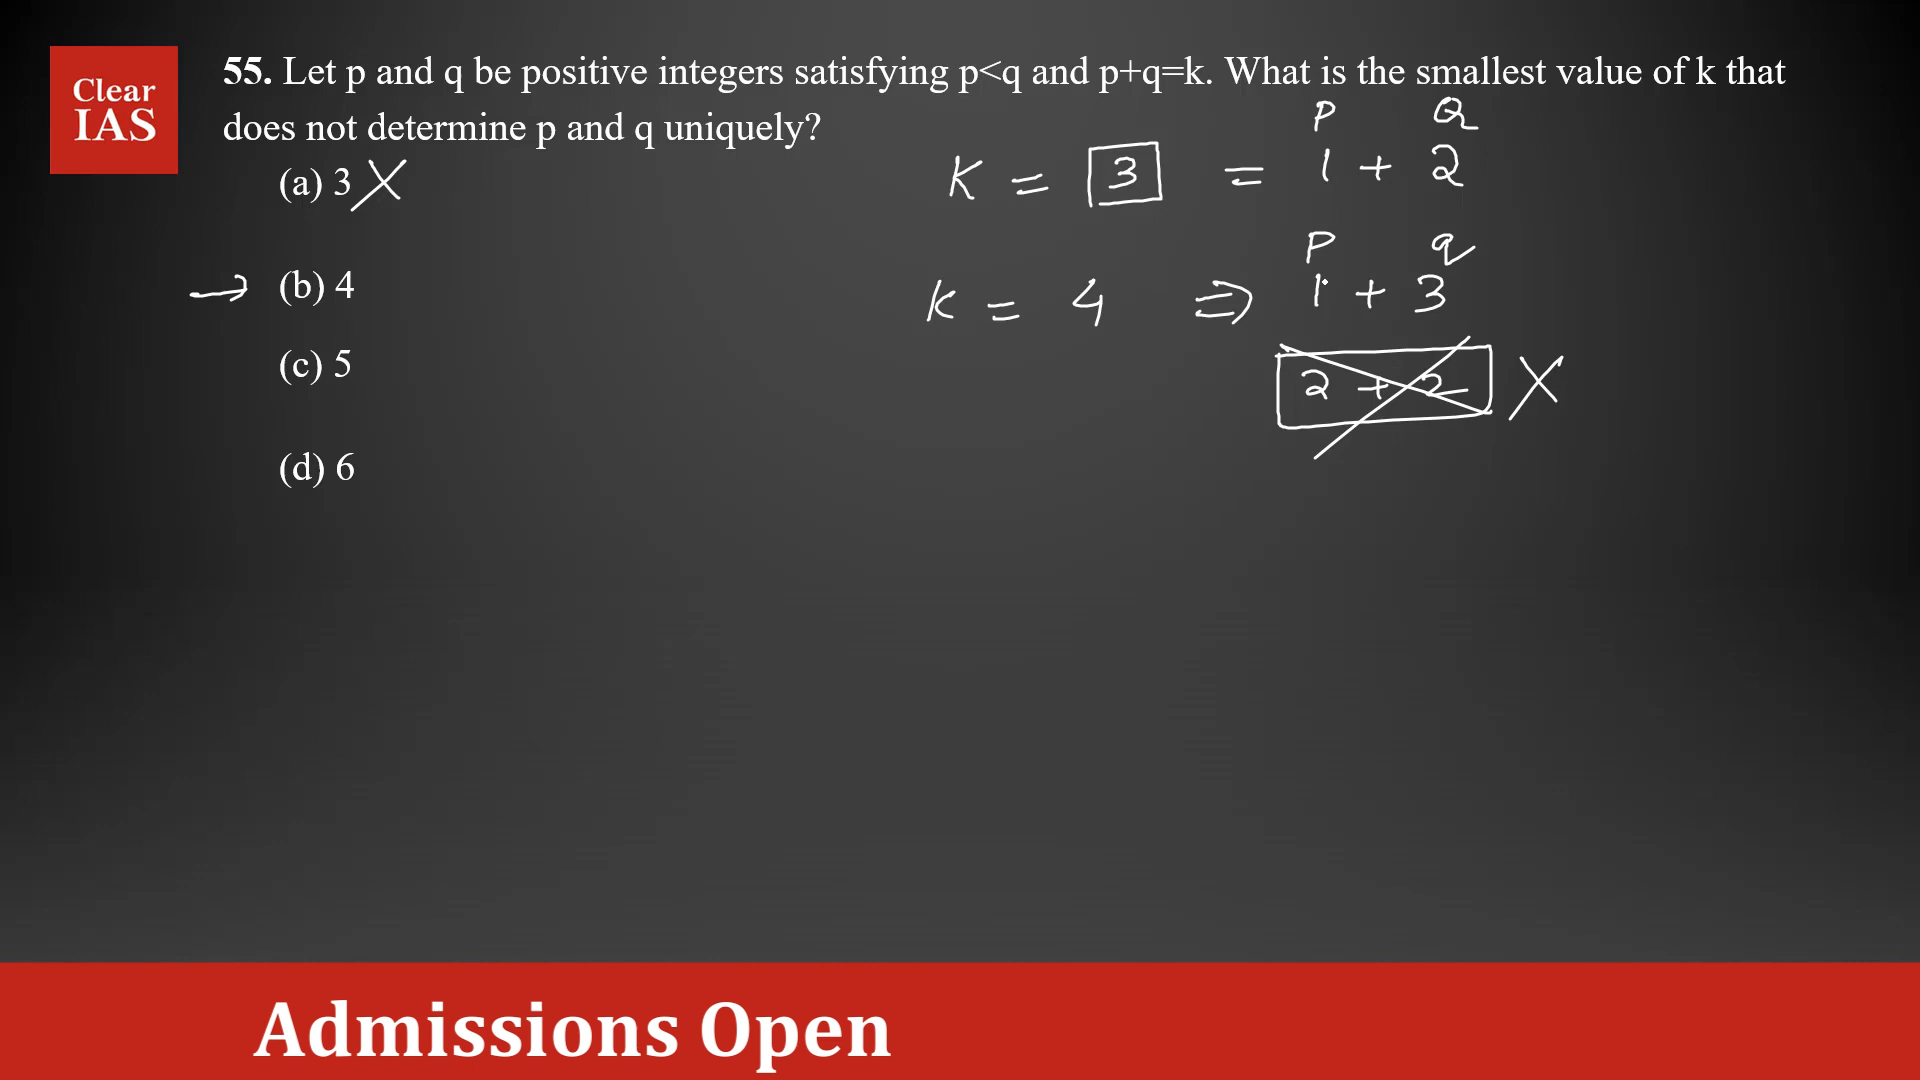 Clear
IAS
55. Let p and q be positive integers satisfying p<q and p+q=k. What is the smallest value of k that
does not determine p and q uniquely?
P Q
(a) 3 X
K = 3 = 1 + 2
P q
→ (b) 4
K = 4 ⇒ 1 + 3
(c) 5
2 + 2 X
(d) 6
Admissions Open